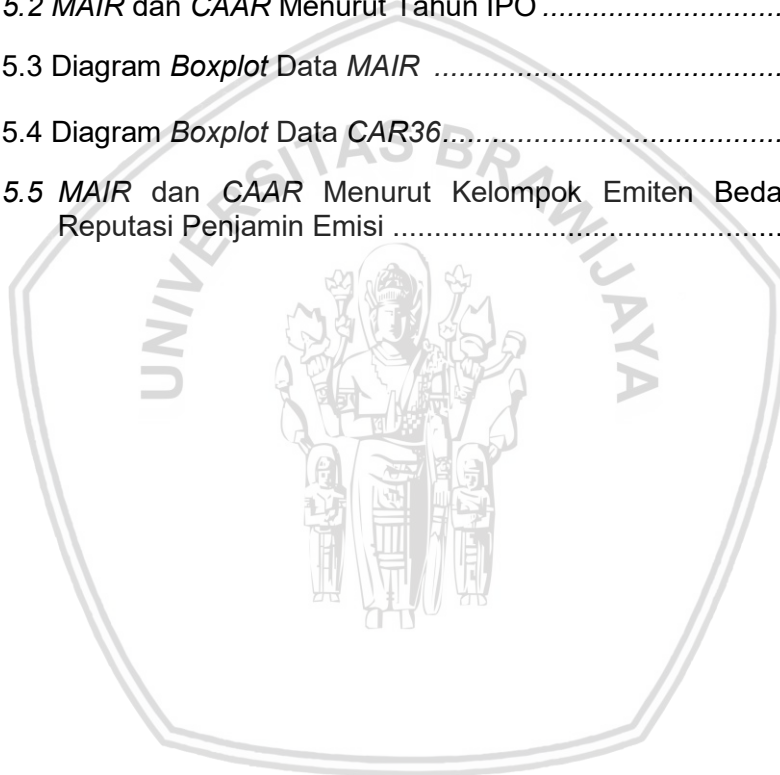 5.2 MAIR dan CAAR Menurut Tahun IPO ..............................
5.3 Diagram Boxplot Data MAIR ..........................................
5.4 Diagram Boxplot Data CAR36.........................................
5.5 MAIR dan CAAR Menurut Kelompok Emiten Beda
Reputasi Penjamin Emisi ..............................................
UNIVERSITAS BRAWIJAYA